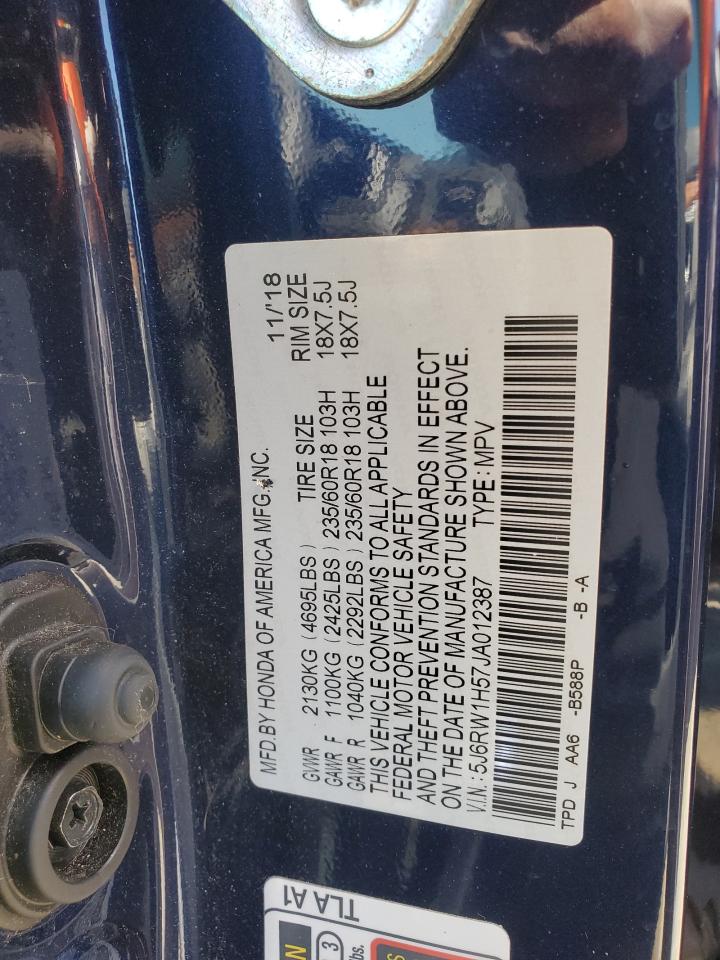 MFD.BY HONDA OF AMERICA MFG.,INC. 11/'18
GVWR 2130KG ( 4695LBS ) TIRE SIZE RIM SIZE
GAWR F 1100KG ( 2425LBS ) 235/60R18 103H 18X7.5J
GAWR R 1040KG ( 2292LBS ) 235/60R18 103H 18X7.5J
THIS VEHICLE CONFORMS TO ALL APPLICABLE
FEDERAL MOTOR VEHICLE SAFETY
AND THEFT PREVENTION STANDARDS IN EFFECT
ON THE DATE OF MANUFACTURE SHOWN ABOVE.
V.I.N.: 5J6RW1H57JA012387 TYPE: MPV
TPD J AA6 -B588P -B -A
TLA A1